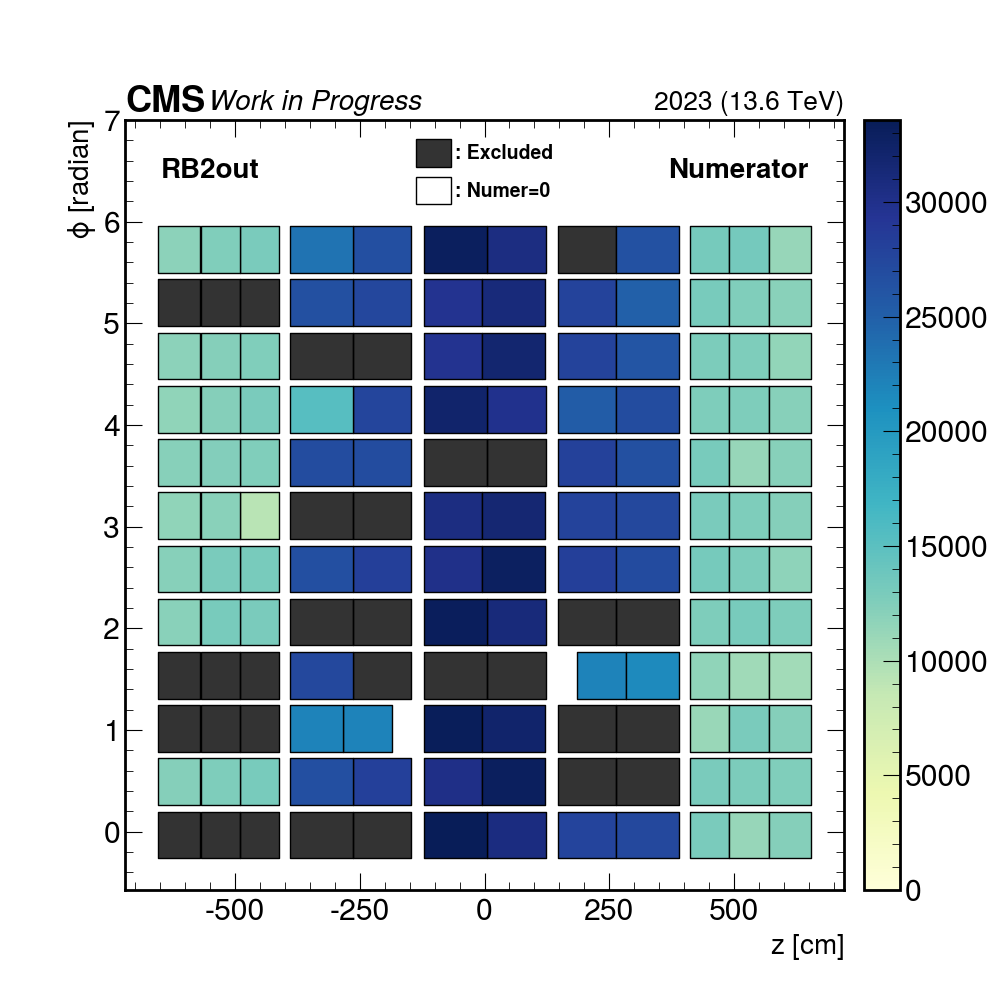 CMS Work in Progress 2023 (13.6 TeV)
RB2out : Excluded Numerator
: Numer=0
ϕ [radian]
7
6
5
4
3
2
1
0
-500 -250 0 250 500
z [cm]
30000
25000
20000
15000
10000
5000
0